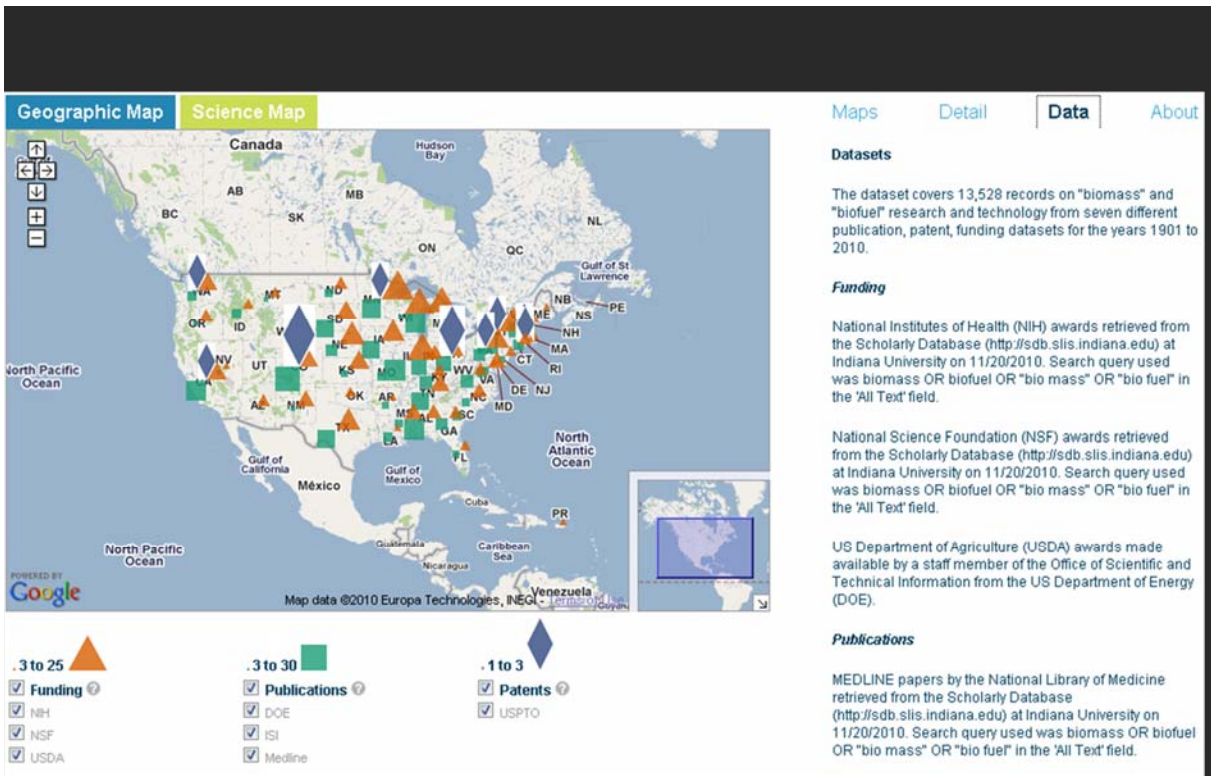 Geographic Map
Science Map
Maps
Detail
Data
About
Canada
Hudson
Bay
AB
MB
BC
SK
NL
ON
QC
Gulf of St
Lawrence
NB
PE
NS
ME
NH
MA
RI
CT
NJ
DE
MD
MT
ND
OR
ID
SD
NV
UT
NE
IA
KS
MO
WV
VA
OK
AR
TN
NC
SC
NM
TX
MS
AL
GA
LA
FL
CA
North Pacific
Ocean
North
Atlantic
Ocean
Gulf of
California
Gulf of
Mexico
México
Cuba
PR
Guatemala
Caribbean
Sea
Nicaragua
North Pacific
Ocean
Venezuela
POWERED BY
Google
Map data ©2010 Europa Technologies, INEGI - Terms of Use
. 3 to 25
Funding
NIH
NSF
USDA
. 3 to 30
Publications
DOE
ISI
Medline
. 1 to 3
Patents
USPTO
Datasets
The dataset covers 13,528 records on "biomass" and
"biofuel" research and technology from seven different
publication, patent, funding datasets for the years 1901 to
2010.
Funding
National Institutes of Health (NIH) awards retrieved from
the Scholarly Database (http://sdb.slis.indiana.edu) at
Indiana University on 11/20/2010. Search query used
was biomass OR biofuel OR "bio mass" OR "bio fuel" in
the 'All Text' field.
National Science Foundation (NSF) awards retrieved
from the Scholarly Database (http://sdb.slis.indiana.edu)
at Indiana University on 11/20/2010. Search query used
was biomass OR biofuel OR "bio mass" OR "bio fuel" in
the 'All Text' field.
US Department of Agriculture (USDA) awards made
available by a staff member of the Office of Scientific and
Technical Information from the US Department of Energy
(DOE).
Publications
MEDLINE papers by the National Library of Medicine
retrieved from the Scholarly Database
(http://sdb.slis.indiana.edu) at Indiana University on
11/20/2010. Search query used was biomass OR biofuel
OR "bio mass" OR "bio fuel" in the 'All Text' field.